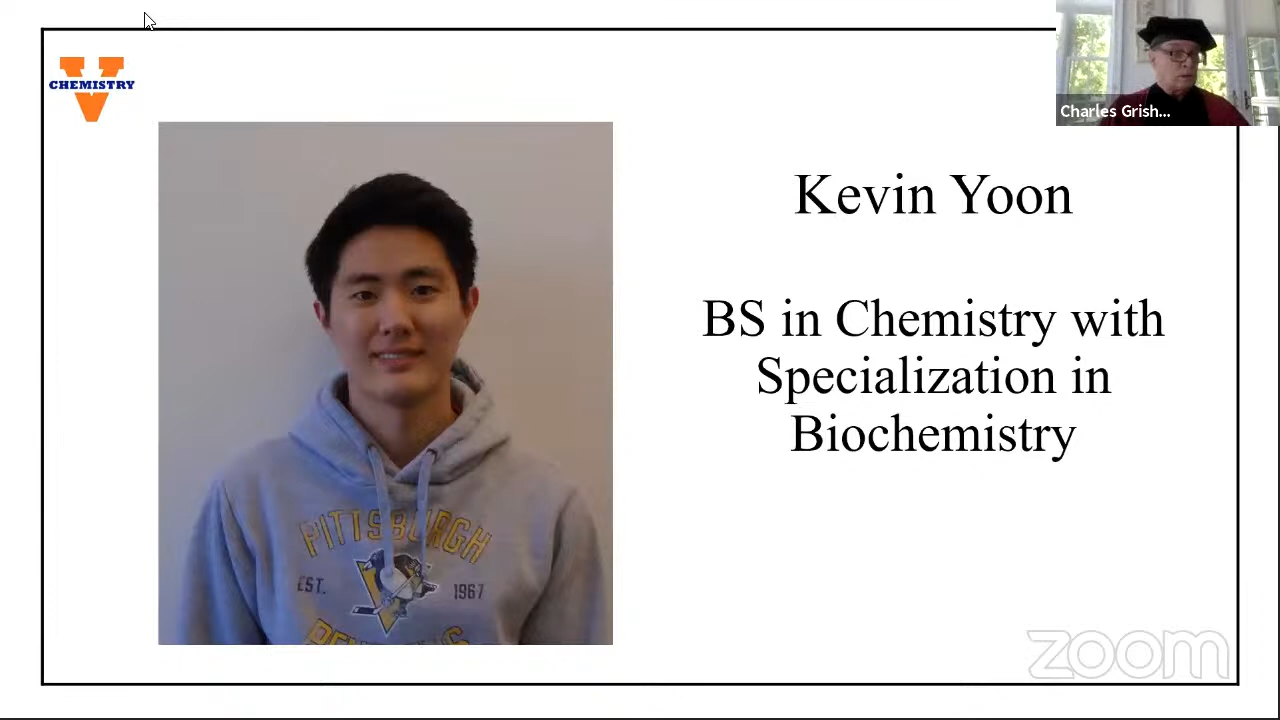 CHEMISTRY
Charles Grish...
Kevin Yoon
BS in Chemistry with
Specialization in
Biochemistry
PITTSBURGH
EST. 1967
zoom